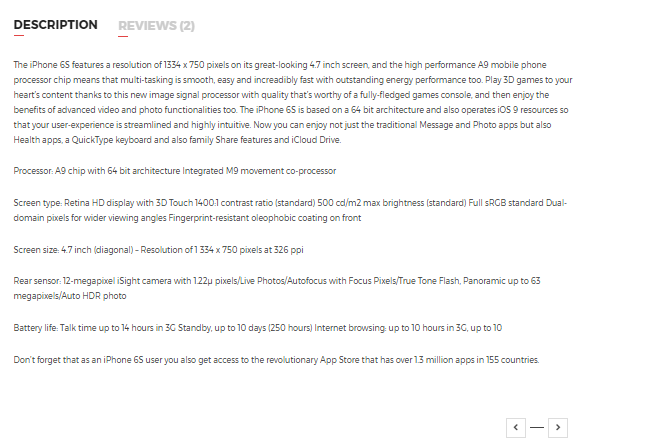 DESCRIPTION REVIEWS (2)
The iPhone 6S features a resolution of 1334 x 750 pixels on its great-looking 4.7 inch screen, and the high performance A9 mobile phone
processor chip means that multi-tasking is smooth, easy and increadibly fast with outstanding energy performance too. Play 3D games to your
heart's content thanks to this new image signal processor with quality that's worthy of a fully-fledged games console, and then enjoy the
benefits of advanced video and photo functionalities too. The iPhone 6S is based on a 64 bit architecture and also operates iOS 9 resources so
that your user-experience is streamlined and highly intuitive. Now you can enjoy not just the traditional Message and Photo apps but also
Health apps, a QuickType keyboard and also family Share features and iCloud Drive.
Processor: A9 chip with 64 bit architecture Integrated M9 movement co-processor
Screen type: Retina HD display with 3D Touch 1400:1 contrast ratio (standard) 500 cd/m2 max brightness (standard) Full sRGB standard Dual-
domain pixels for wider viewing angles Fingerprint-resistant oleophobic coating on front
Screen size: 4.7 inch (diagonal) – Resolution of 1 334 x 750 pixels at 326 ppi
Rear sensor: 12-megapixel iSight camera with 1.22µ pixels/Live Photos/Autofocus with Focus Pixels/True Tone Flash, Panoramic up to 63
megapixels/Auto HDR photo
Battery life: Talk time up to 14 hours in 3G Standby, up to 10 days (250 hours) Internet browsing: up to 10 hours in 3G, up to 10
Don't forget that as an iPhone 6S user you also get access to the revolutionary App Store that has over 1.3 million apps in 155 countries.